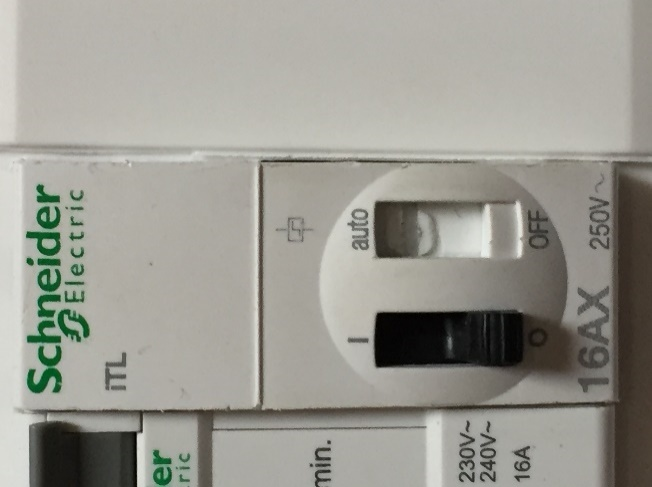 Schneider
Electric
iTL
auto
OFF
I
O
16AX
250V~
er
ric
min.
230V~
240V~
16A